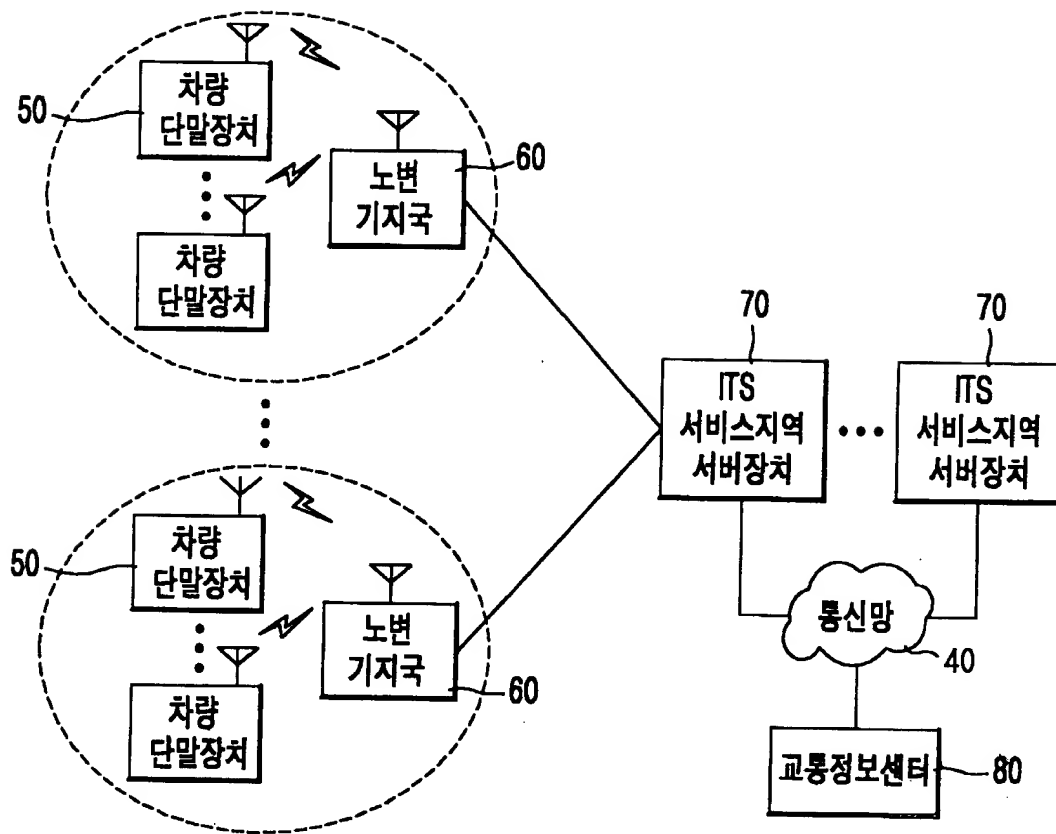 차량
단말장치
50
차량
단말장치
노변
기지국
60
차량
단말장치
50
차량
단말장치
노변
기지국
60
70
ITS
서비스지역
서버장치
70
ITS
서비스지역
서버장치
통신망
40
교통정보센터
80